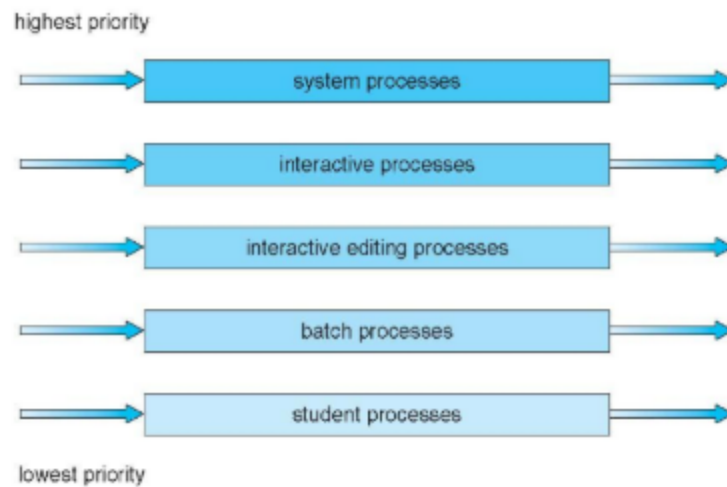 highest priority
system processes
interactive processes
interactive editing processes
batch processes
student processes
lowest priority